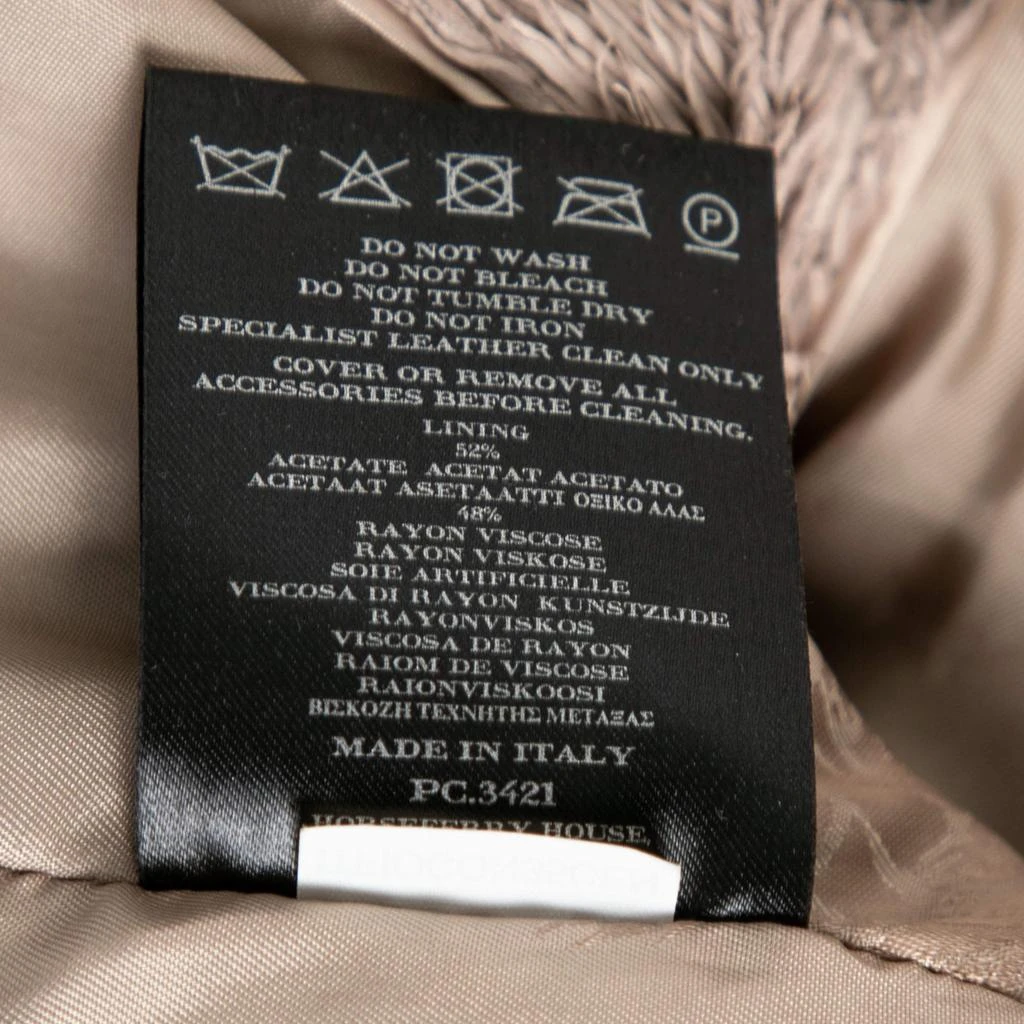 P
DO NOT WASH
DO NOT BLEACH
DO NOT TUMBLE DRY
DO NOT IRON
SPECIALIST LEATHER CLEAN ONLY
COVER OR REMOVE ALL
ACCESSORIES BEFORE CLEANING.
LINING
52%
ACETATE ACETAT ACETATO
ACETAAT ASETAATTI ΟΞΙΚΟ ΑΛΑΣ
48%
RAYON VISCOSE
RAYON VISKOSE
SOIE ARTIFICIELLE
VISCOSA DI RAYON KUNSTZIJDE
RAYONVISKOS
VISCOSA DE RAYON
RAIOM DE VISCOSE
RAIONVISKOOSI
ΒΙΣΚΟΖΗ ΤΕΧΝΗΤΗΣ ΜΕΤΑΞΑΣ
MADE IN ITALY
PC.3421
HORSEFERRY HOUSE,